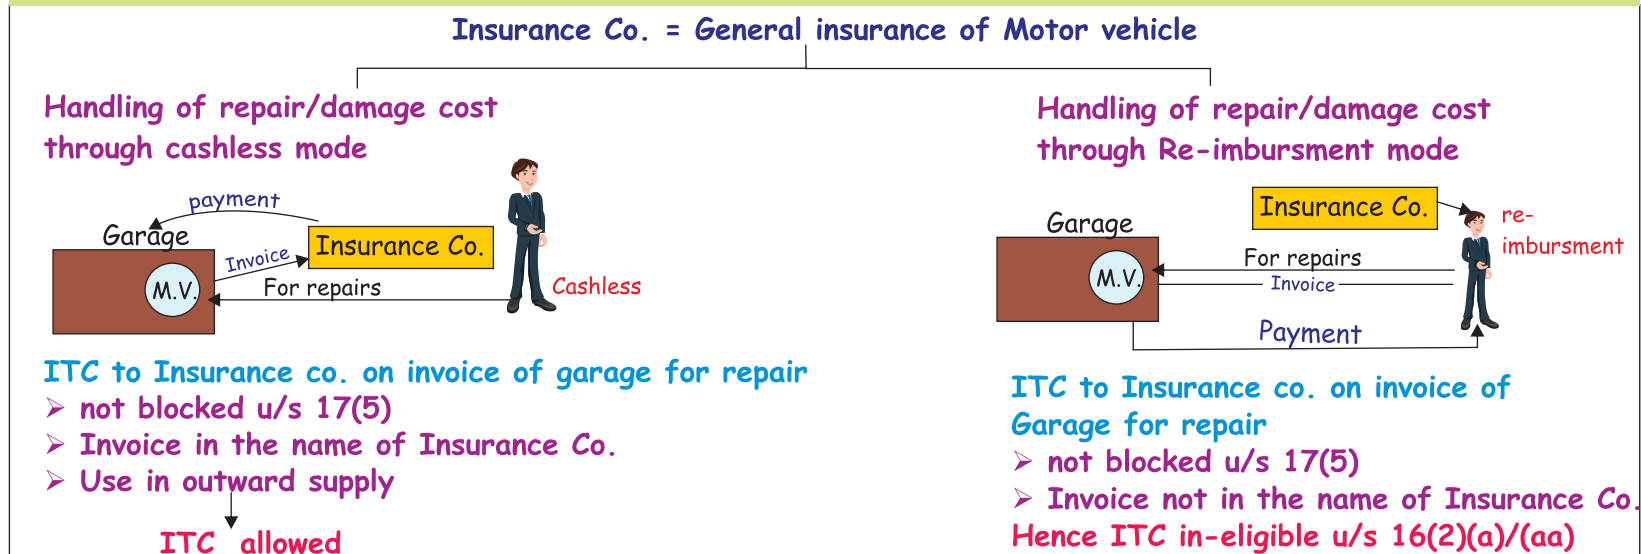 Insurance Co. = General insurance of Motor vehicle
Handling of repair/damage cost
through cashless mode
payment
Garage
Insurance Co.
Invoice
M.V.
For repairs
Cashless
ITC to Insurance co. on invoice of garage for repair
➢ not blocked u/s 17(5)
➢ Invoice in the name of Insurance Co.
➢ Use in outward supply
ITC allowed
Handling of repair/damage cost
through Re-imbursment mode
Insurance Co.
re-
imbursment
Garage
For repairs
M.V.
Invoice
Payment
ITC to Insurance co. on invoice of
Garage for repair
➢ not blocked u/s 17(5)
➢ Invoice not in the name of Insurance Co.
Hence ITC in-eligible u/s 16(2)(a)/(aa)